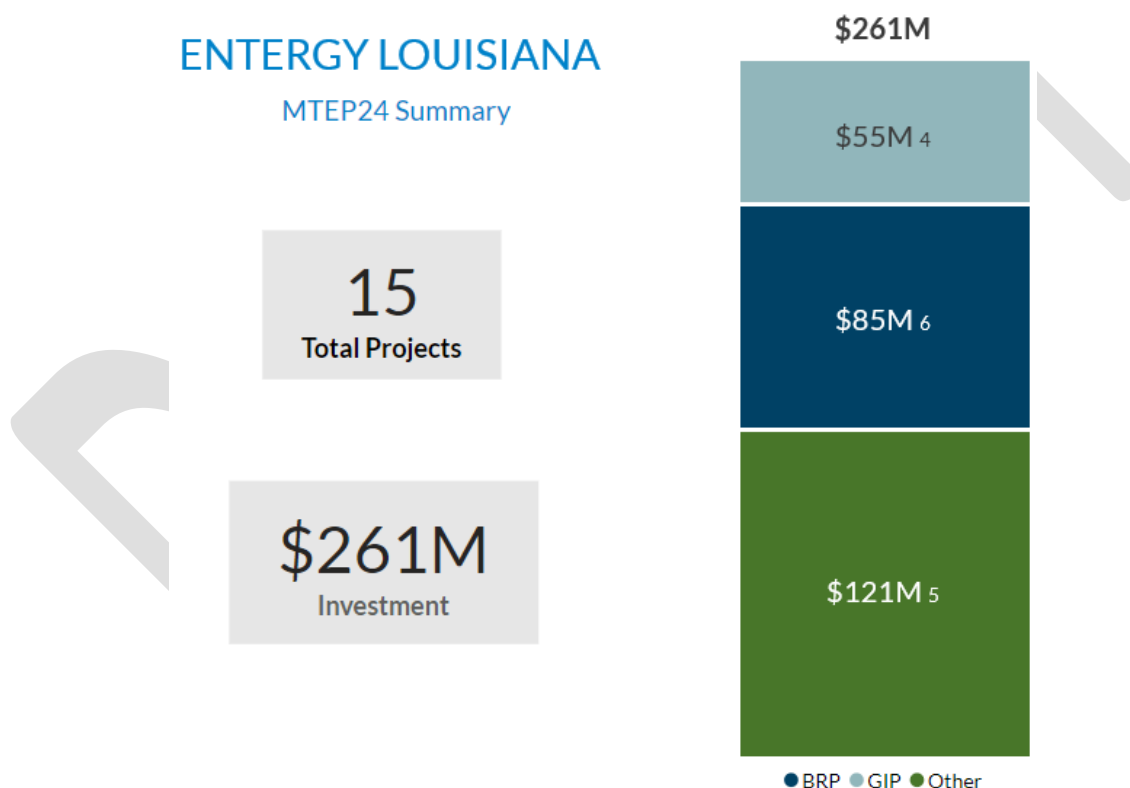 ENTERGY LOUISIANA
MTEP24 Summary
15
Total Projects
$261M
Investment
$261M
$55M 4
$85M 6
$121M 5
BRP GIP Other